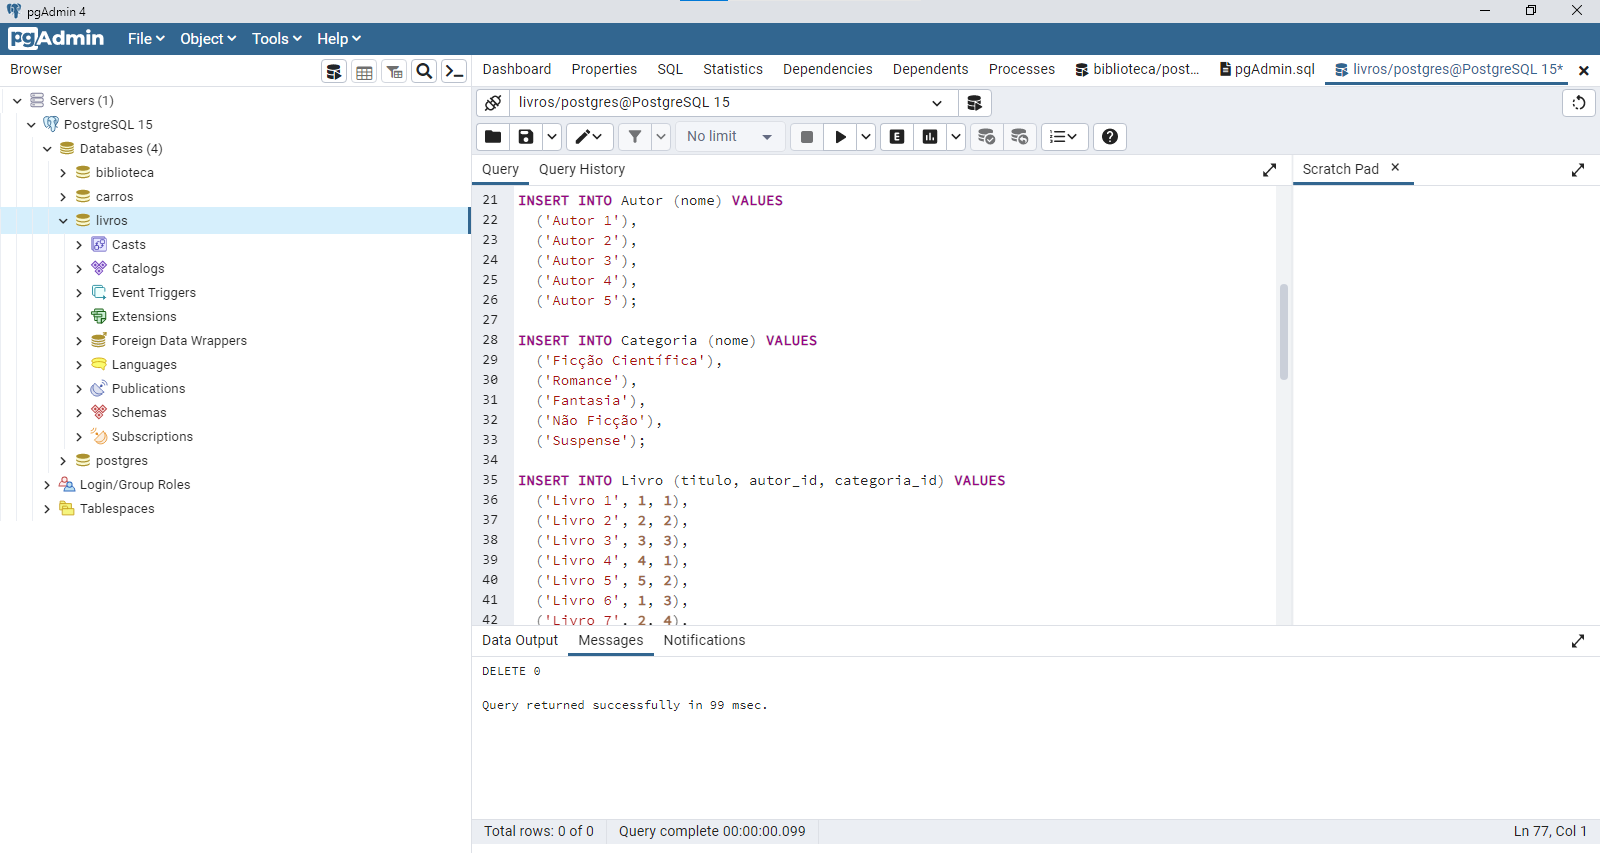 pgAdmin 4
pgAdmin File Object Tools Help
Browser
Dashboard Properties SQL Statistics Dependencies Dependents Processes biblioteca/post... pgAdmin.sql livros/postgres@PostgreSQL 15*
Servers (1)
PostgreSQL 15
Databases (4)
biblioteca
carros
livros
Casts
Catalogs
Event Triggers
Extensions
Foreign Data Wrappers
Languages
Publications
Schemas
Subscriptions
postgres
Login/Group Roles
Tablespaces
livros/postgres@PostgreSQL 15
No limit
E
Query Query History
Scratch Pad
21 INSERT INTO Autor (nome) VALUES
22 ('Autor 1'),
23 ('Autor 2'),
24 ('Autor 3'),
25 ('Autor 4'),
26 ('Autor 5');
27
28 INSERT INTO Categoria (nome) VALUES
29 ('Ficção Científica'),
30 ('Romance'),
31 ('Fantasia'),
32 ('Não Ficção'),
33 ('Suspense');
34
35 INSERT INTO Livro (titulo, autor_id, categoria_id) VALUES
36 ('Livro 1', 1, 1),
37 ('Livro 2', 2, 2),
38 ('Livro 3', 3, 3),
39 ('Livro 4', 4, 1),
40 ('Livro 5', 5, 2),
41 ('Livro 6', 1, 3),
42 ('Livro 7', 2, 4),
Data Output Messages Notifications
DELETE 0
Query returned successfully in 99 msec.
Total rows: 0 of 0 Query complete 00:00:00.099 Ln 77, Col 1